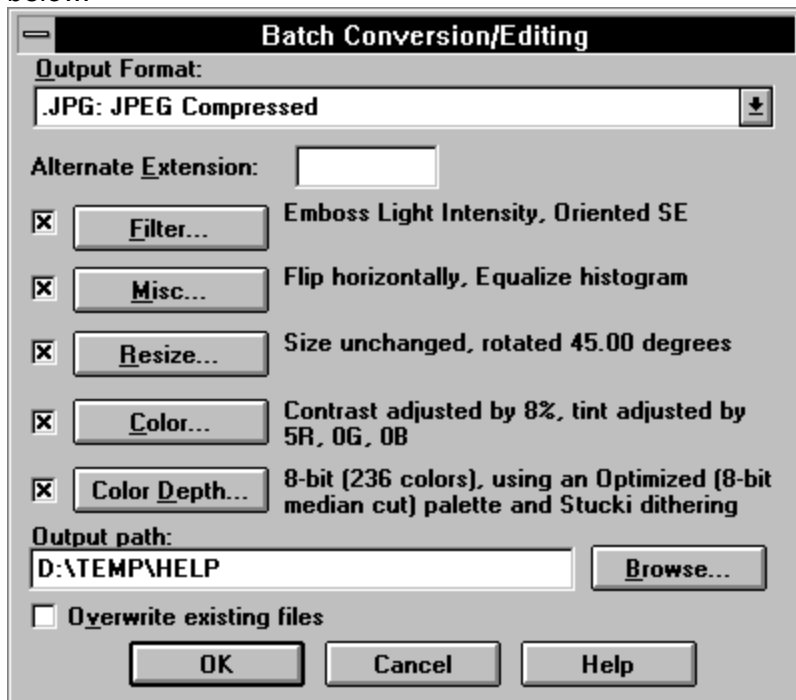 below.
Batch Conversion/Editing
Output Format:
.JPG: JPEG Compressed
Alternate Extension:
Filter...
Emboss Light Intensity, Oriented SE
Misc...
Flip horizontally, Equalize histogram
Resize...
Size unchanged, rotated 45.00 degrees
Color...
Contrast adjusted by 8%, tint adjusted by
5R, 0G, 0B
Color Depth...
8-bit (236 colors), using an Optimized (8-bit
median cut) palette and Stucki dithering
Output path:
D:\TEMP\HELP
Browse...
Overwrite existing files
OK
Cancel
Help